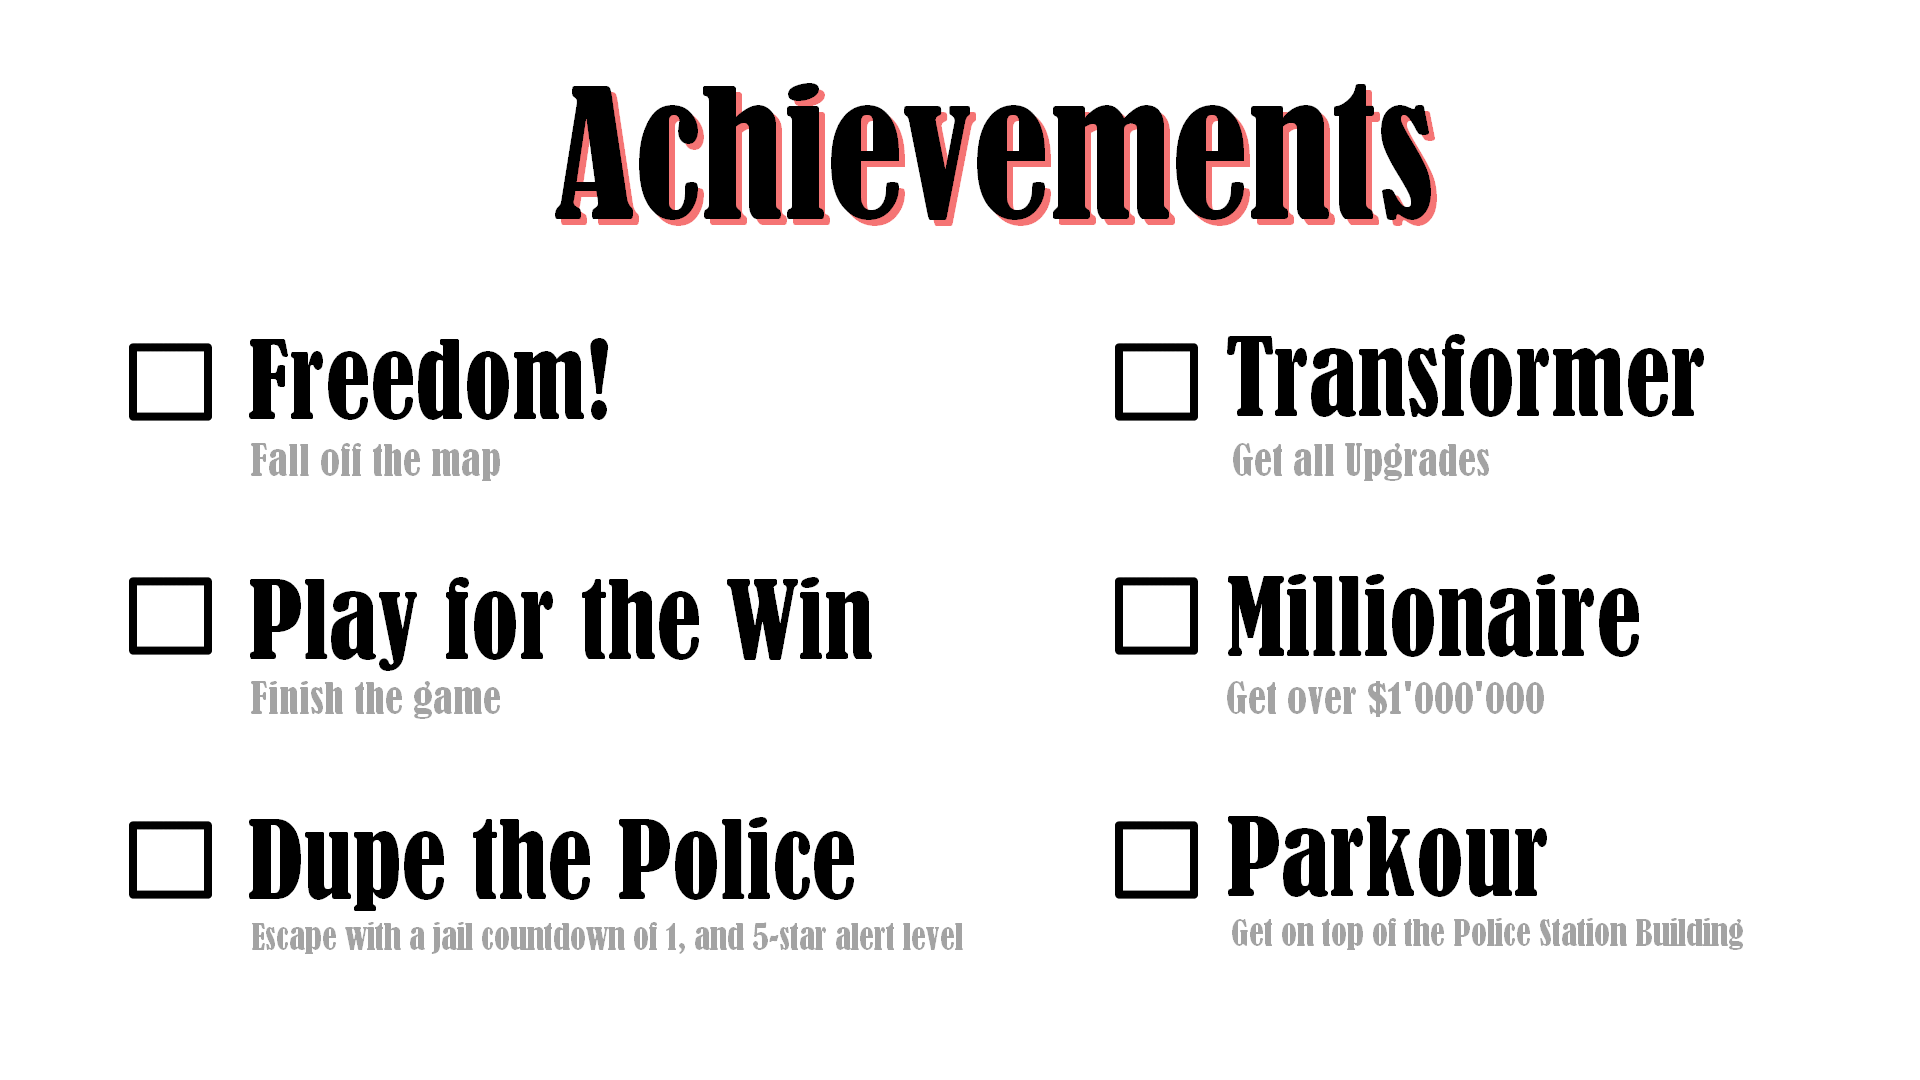 Achievements
Freedom!
Fall off the map
Transformer
Get all Upgrades
Play for the Win
Finish the game
Millionaire
Get over $1'000'000
Dupe the Police
Escape with a jail countdown of 1, and 5-star alert level
Parkour
Get on top of the Police Station Building